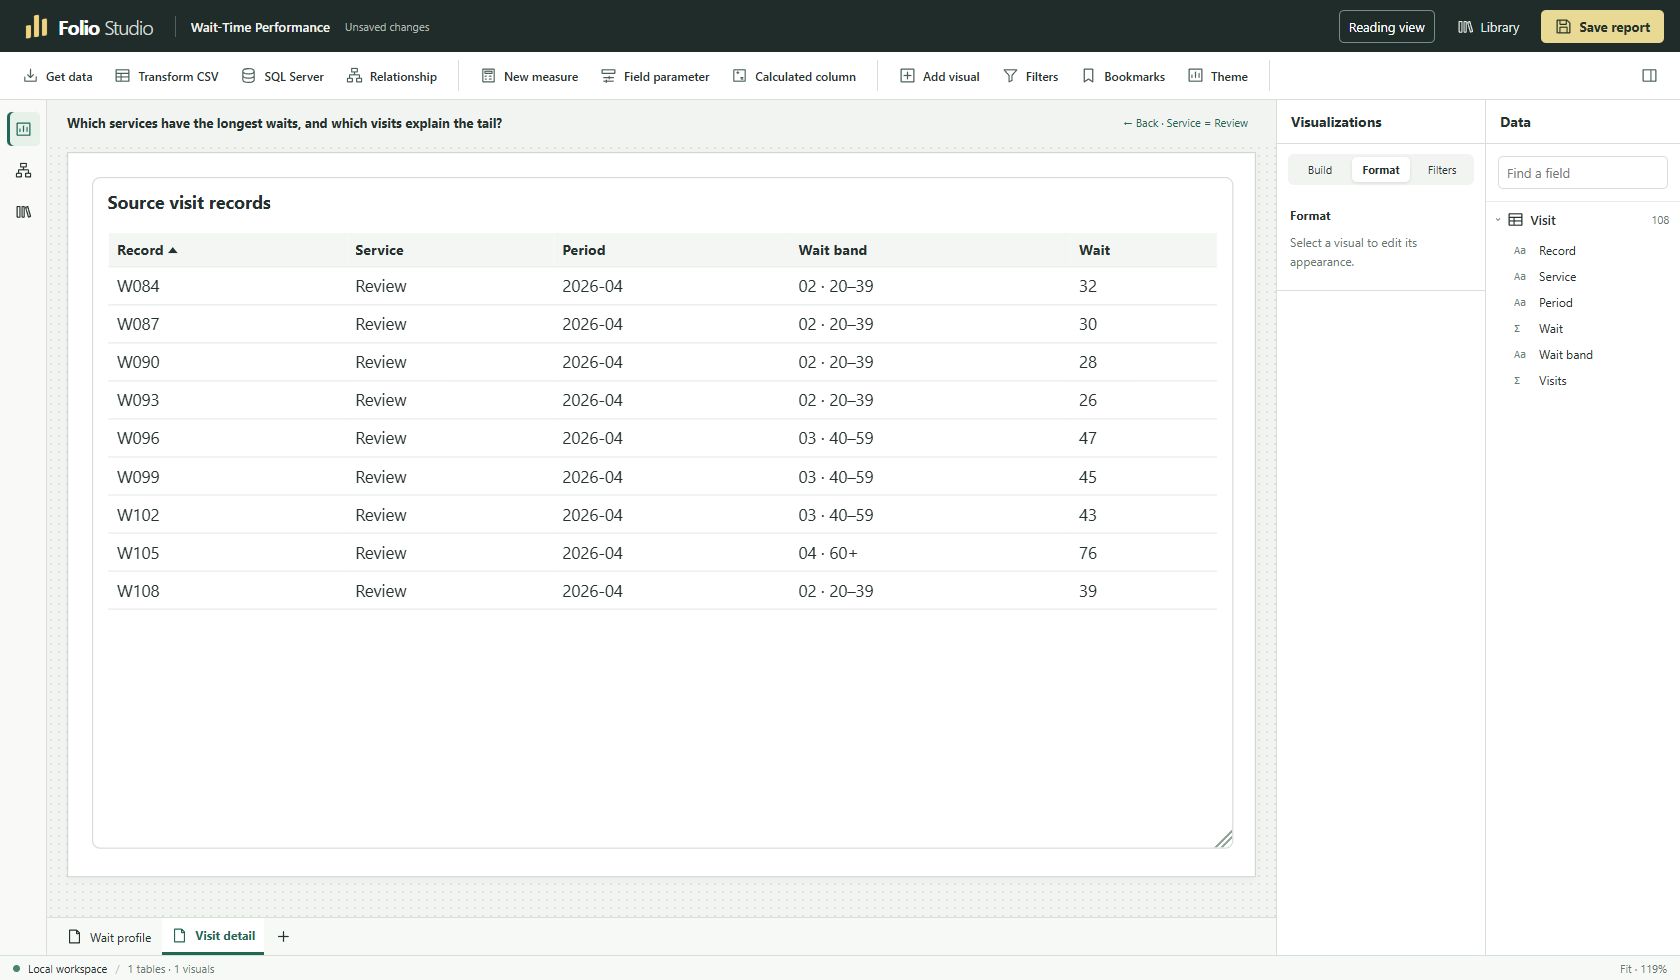 Folio Studio
Wait-Time Performance
Unsaved changes
Reading view
Library
Save report
Get data
Transform CSV
SQL Server
Relationship
New measure
Field parameter
Calculated column
Add visual
Filters
Bookmarks
Theme
Which services have the longest waits, and which visits explain the tail?
← Back · Service = Review
Source visit records
Record Service Period Wait band Wait
W084 Review 2026-04 02 · 20–39 32
W087 Review 2026-04 02 · 20–39 30
W090 Review 2026-04 02 · 20–39 28
W093 Review 2026-04 02 · 20–39 26
W096 Review 2026-04 03 · 40–59 47
W099 Review 2026-04 03 · 40–59 45
W102 Review 2026-04 03 · 40–59 43
W105 Review 2026-04 04 · 60+ 76
W108 Review 2026-04 02 · 20–39 39
Visualizations
Build Format Filters
Format
Select a visual to edit its
appearance.
Data
Find a field
Visit 108
Aa Record
Aa Service
Aa Period
Σ Wait
Aa Wait band
Σ Visits
Wait profile
Visit detail
Local workspace / 1 tables · 1 visuals
Fit · 119%